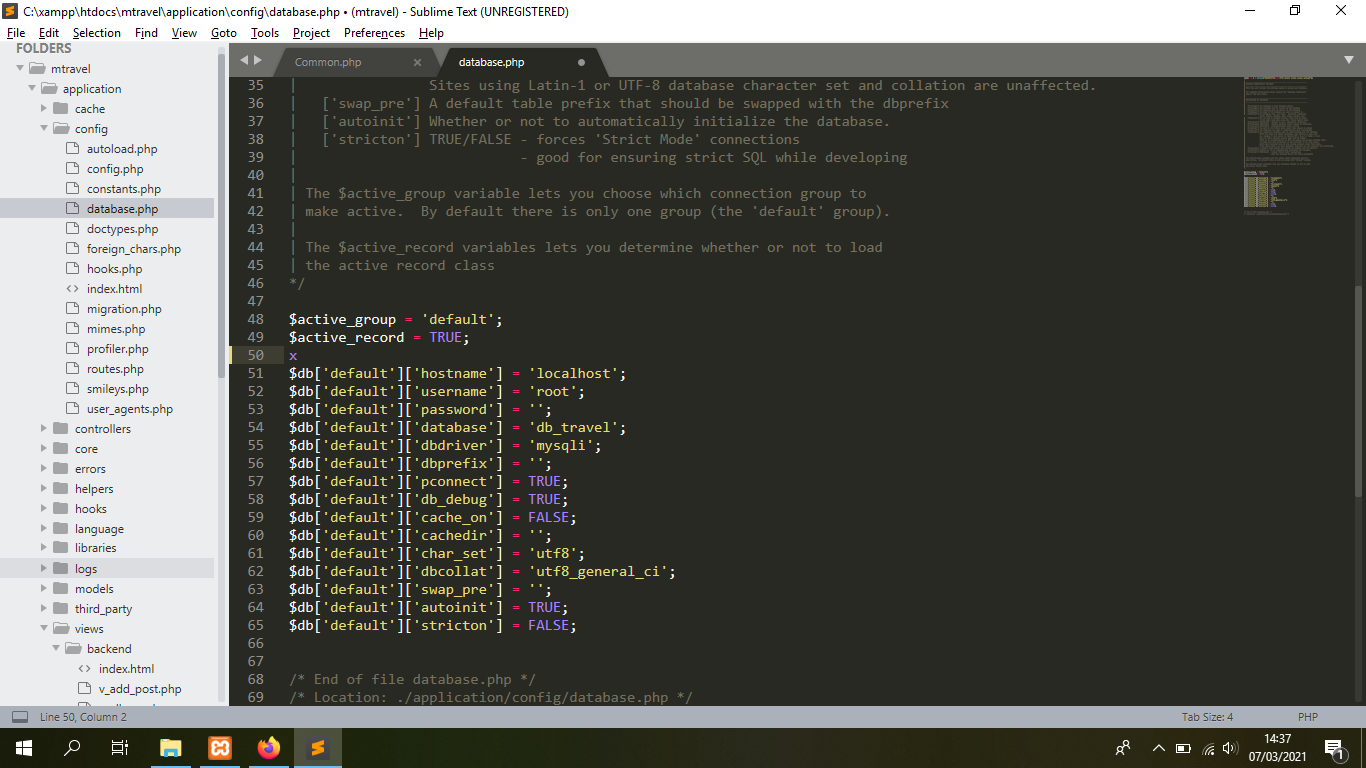 C:\xampp\htdocs\mtravel\application\config\database.php • (mtravel) - Sublime Text (UNREGISTERED)
File Edit Selection Find View Goto Tools Project Preferences Help
FOLDERS
mtravel
application
cache
config
autoload.php
config.php
constants.php
database.php
doctypes.php
foreign_chars.php
hooks.php
index.html
migration.php
mimes.php
profiler.php
routes.php
smileys.php
user_agents.php
controllers
core
errors
helpers
hooks
language
libraries
logs
models
third_party
views
backend
index.html
v_add_post.php
Common.php × database.php
35 | Sites using Latin-1 or UTF-8 database character set and collation are unaffected.
36 | ['swap_pre'] A default table prefix that should be swapped with the dbprefix
37 | ['autoinit'] Whether or not to automatically initialize the database.
38 | ['stricton'] TRUE/FALSE - forces 'Strict Mode' connections
39 | - good for ensuring strict SQL while developing
40 |
41 | The $active_group variable lets you choose which connection group to
42 | make active.  By default there is only one group (the 'default' group).
43 |
44 | The $active_record variables lets you determine whether or not to load
45 | the active record class
46 */
47
48 $active_group = 'default';
49 $active_record = TRUE;
50 x
51 $db['default']['hostname'] = 'localhost';
52 $db['default']['username'] = 'root';
53 $db['default']['password'] = '';
54 $db['default']['database'] = 'db_travel';
55 $db['default']['dbdriver'] = 'mysqli';
56 $db['default']['dbprefix'] = '';
57 $db['default']['pconnect'] = TRUE;
58 $db['default']['db_debug'] = TRUE;
59 $db['default']['cache_on'] = FALSE;
60 $db['default']['cachedir'] = '';
61 $db['default']['char_set'] = 'utf8';
62 $db['default']['dbcollat'] = 'utf8_general_ci';
63 $db['default']['swap_pre'] = '';
64 $db['default']['autoinit'] = TRUE;
65 $db['default']['stricton'] = FALSE;
66
67
68 /* End of file database.php */
69 /* Location: ./application/config/database.php */
Line 50, Column 2 Tab Size: 4 PHP
14:37
07/03/2021
1